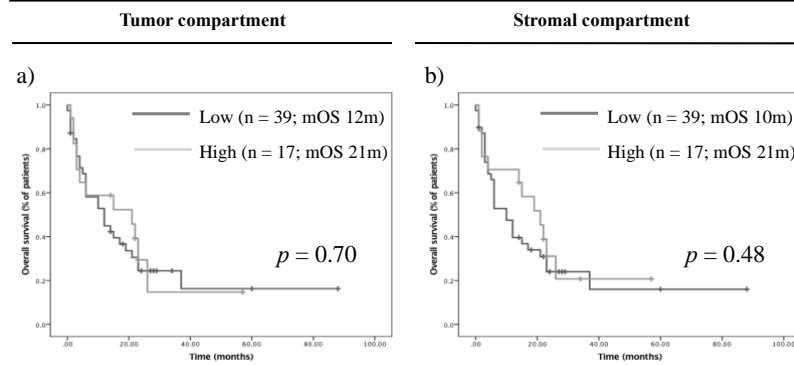 Tumor compartment
Stromal compartment
a)
Low (n = 39; mOS 12m)
High (n = 17; mOS 21m)
p = 0.70
Overall survival (% of patients)
1.0
0.8
0.6
0.4
0.2
0.0
.00 20.00 40.00 60.00 80.00 100.00
Time (months)
b)
Low (n = 39; mOS 10m)
High (n = 17; mOS 21m)
p = 0.48
Overall survival (% of patients)
1.0
0.8
0.6
0.4
0.2
0.0
.00 20.00 40.00 60.00 80.00 100.00
Time (months)